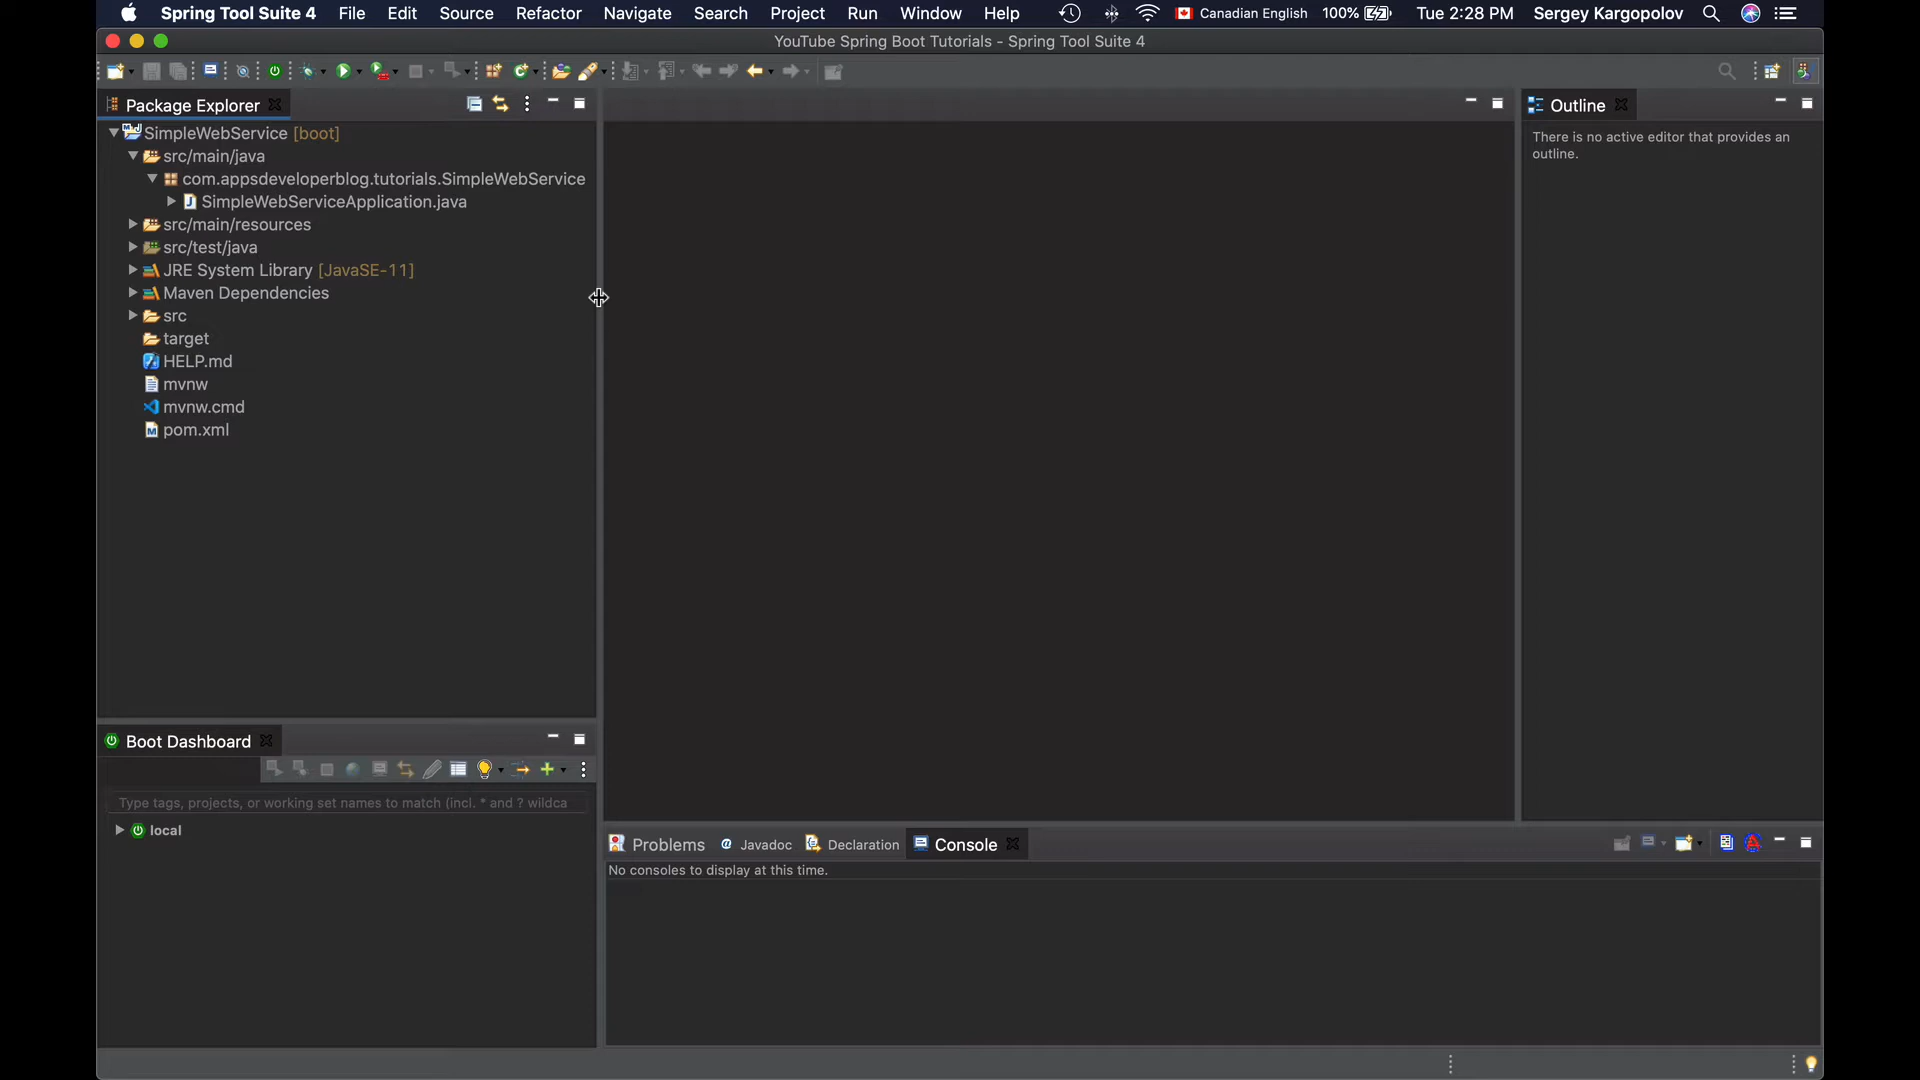 Spring Tool Suite 4 File Edit Source Refactor Navigate Search Project Run Window Help Canadian English 100% Tue 2:28 PM Sergey Kargopolov
YouTube Spring Boot Tutorials - Spring Tool Suite 4
Package Explorer
SimpleWebService [boot]
src/main/java
com.appsdeveloperblog.tutorials.SimpleWebService
SimpleWebServiceApplication.java
src/main/resources
src/test/java
JRE System Library [JavaSE-11]
Maven Dependencies
src
target
HELP.md
mvnw
mvnw.cmd
pom.xml
Outline
There is no active editor that provides an
outline.
Boot Dashboard
Type tags, projects, or working set names to match (incl. * and ? wildca
local
Problems Javadoc Declaration Console
No consoles to display at this time.